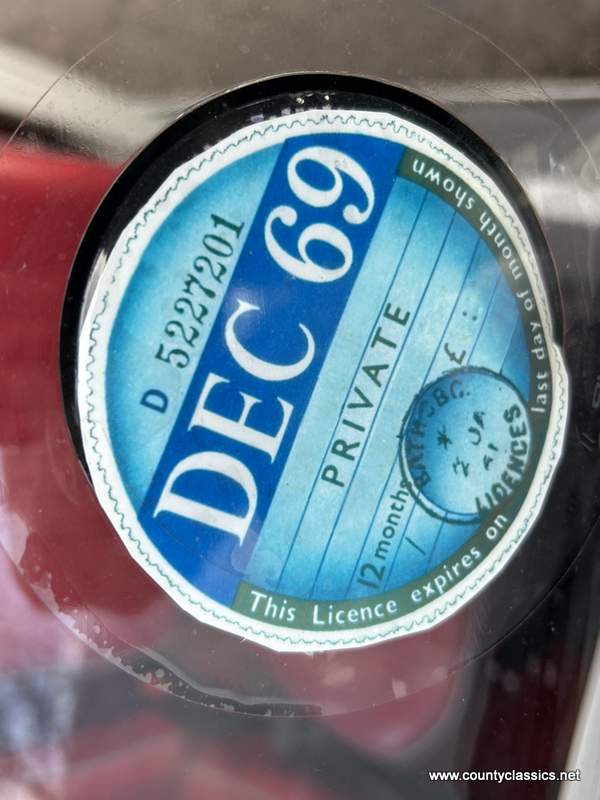 D 5227201
DEC 69
PRIVATE
£ :
12 months
This Licence expires on last day of month shown
LICENCES
www.countyclassics.net